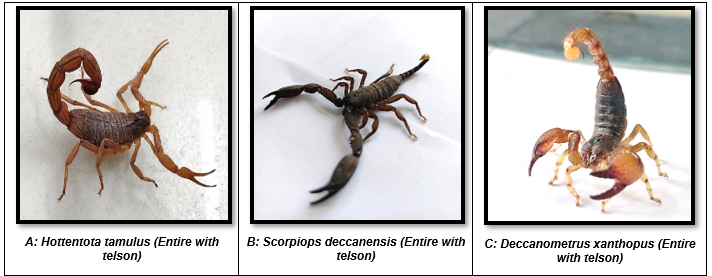 A: Hottentota tamulus (Entire with
telson)
B: Scorpiops deccanensis (Entire with
telson)
C: Deccanometrus xanthopus (Entire
with telson)